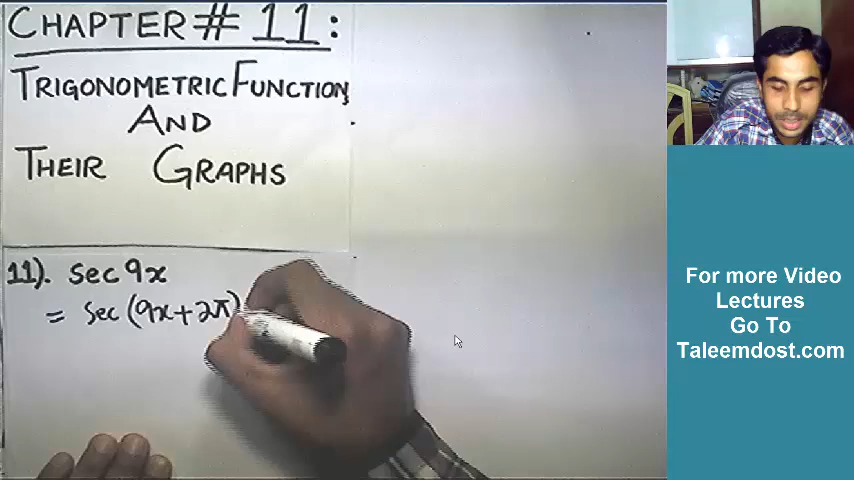 CHAPTER # 11:
TRIGONOMETRIC FUNCTION,
AND
THEIR GRAPHS
11). sec 9x
= sec (9x+2π)
For more Video
Lectures
Go To
Taleemdost.com